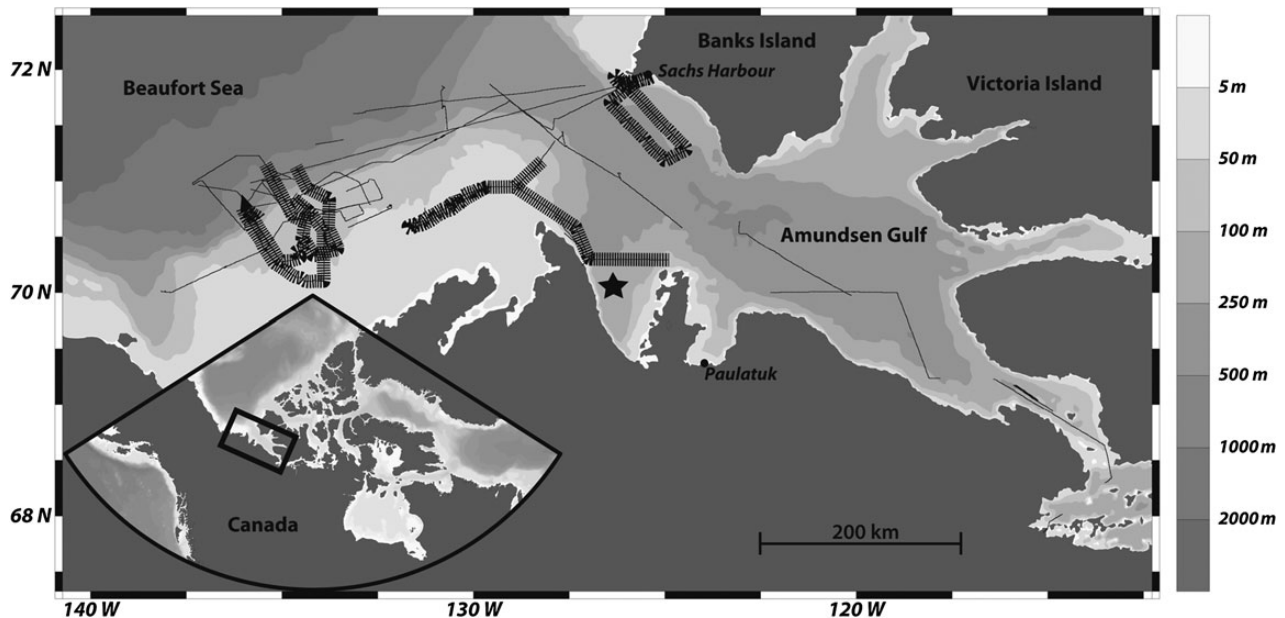 72 N
70 N
68 N
140 W
130 W
120 W
Beaufort Sea
Banks Island
Sachs Harbour
Victoria Island
Amundsen Gulf
Paulatuk
Canada
200 km
5 m
50 m
100 m
250 m
500 m
1000 m
2000 m